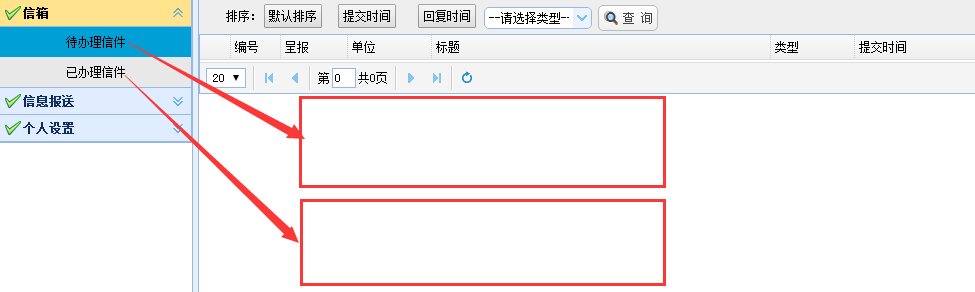 信箱
待办理信件
已办理信件
信息报送
个人设置
排序： 默认排序 提交时间 回复时间 --请选择类型-- 查 询
编号 呈报 单位 标题 类型 提交时间
20 第 0 共0页